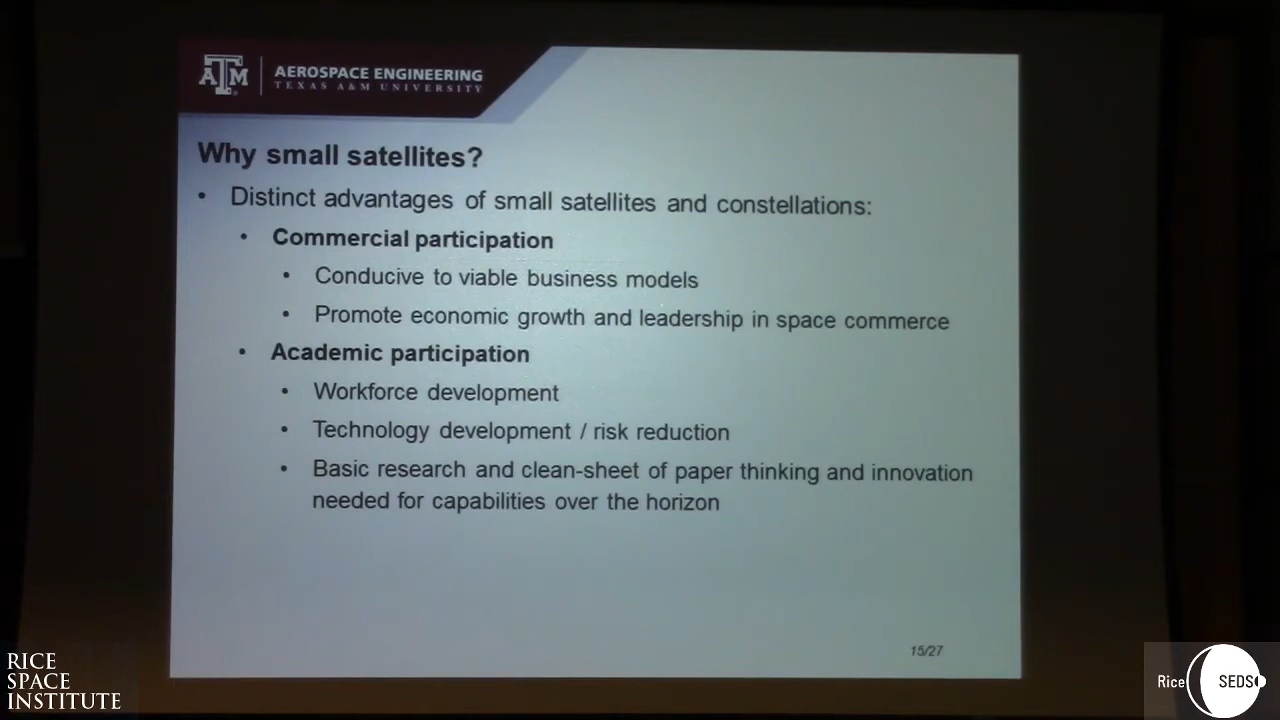 ATM AEROSPACE ENGINEERING
TEXAS A&M UNIVERSITY
Why small satellites?
• Distinct advantages of small satellites and constellations:
• Commercial participation
• Conducive to viable business models
• Promote economic growth and leadership in space commerce
• Academic participation
• Workforce development
• Technology development / risk reduction
• Basic research and clean-sheet of paper thinking and innovation
needed for capabilities over the horizon
15/27
RICE
SPACE
INSTITUTE
Rice SEDS